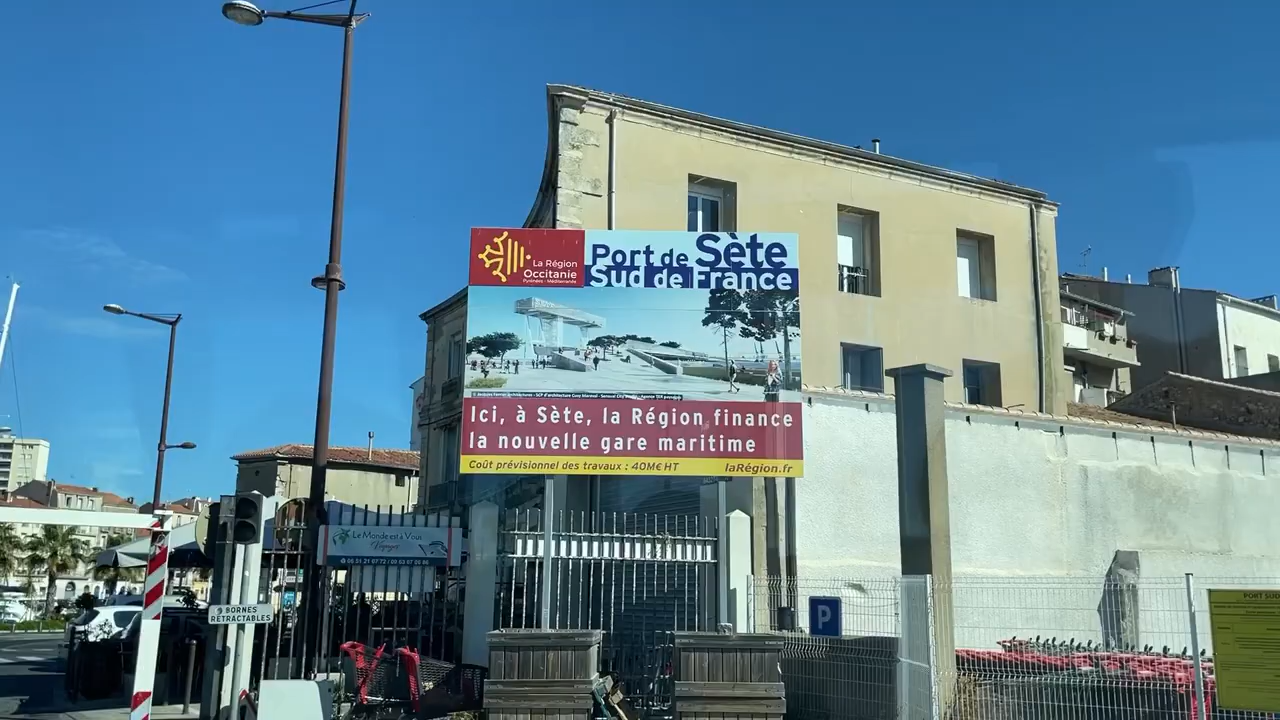 La Région
Occitanie
Pyrénées - Méditerranée
Port de Sète
Sud de France
Ici, à Sète, la Région finance
la nouvelle gare maritime
Coût prévisionnel des travaux : 40M€ HT
laRégion.fr
Le Monde est à Vous
Voyages
BORNES
RÉTRACTABLES
P
PORT SUD